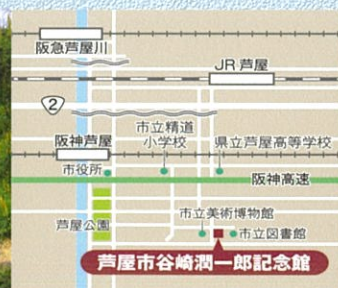 阪急芦屋川
JR 芦屋
2
阪神芦屋
市立精道
小学校
県立芦屋高等学校
市役所
阪神高速
芦屋公園
市立美術博物館
市立図書館
芦屋市谷崎潤一郎記念館